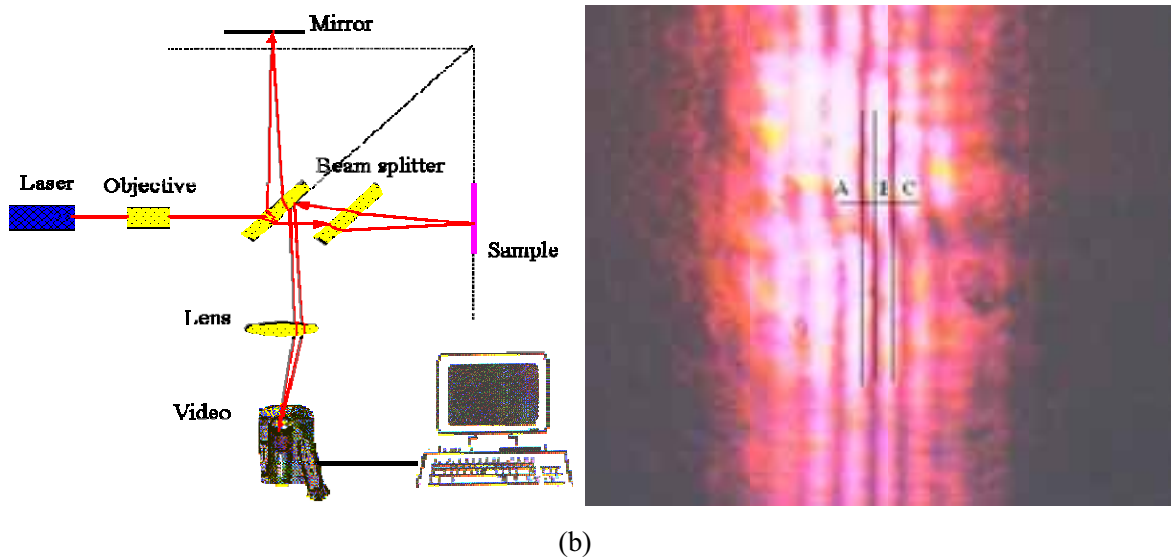 Mirror
Beam splitter
Laser
Objective
Sample
Lens
Video
A
C
(b)